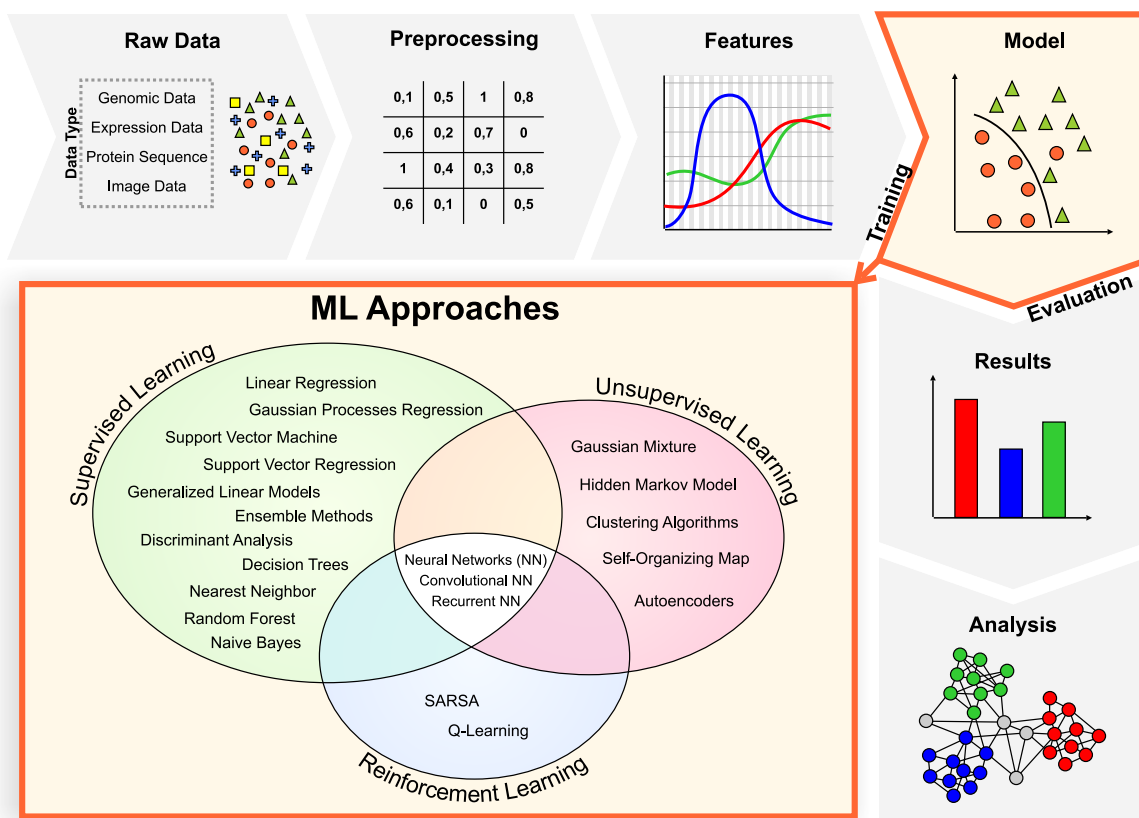 Raw Data
Data Type
Genomic Data
Expression Data
Protein Sequence
Image Data
Preprocessing
0,1 0,5 1 0,8
0,6 0,2 0,7 0
1 0,4 0,3 0,8
0,6 0,1 0 0,5
Features
Training
Model
Evaluation
ML Approaches
Supervised Learning
Linear Regression
Gaussian Processes Regression
Support Vector Machine
Support Vector Regression
Generalized Linear Models
Ensemble Methods
Discriminant Analysis
Decision Trees
Nearest Neighbor
Random Forest
Naive Bayes
Unsupervised Learning
Gaussian Mixture
Hidden Markov Model
Clustering Algorithms
Self-Organizing Map
Autoencoders
Neural Networks (NN)
Convolutional NN
Recurrent NN
SARSA
Q-Learning
Reinforcement Learning
Results
Analysis